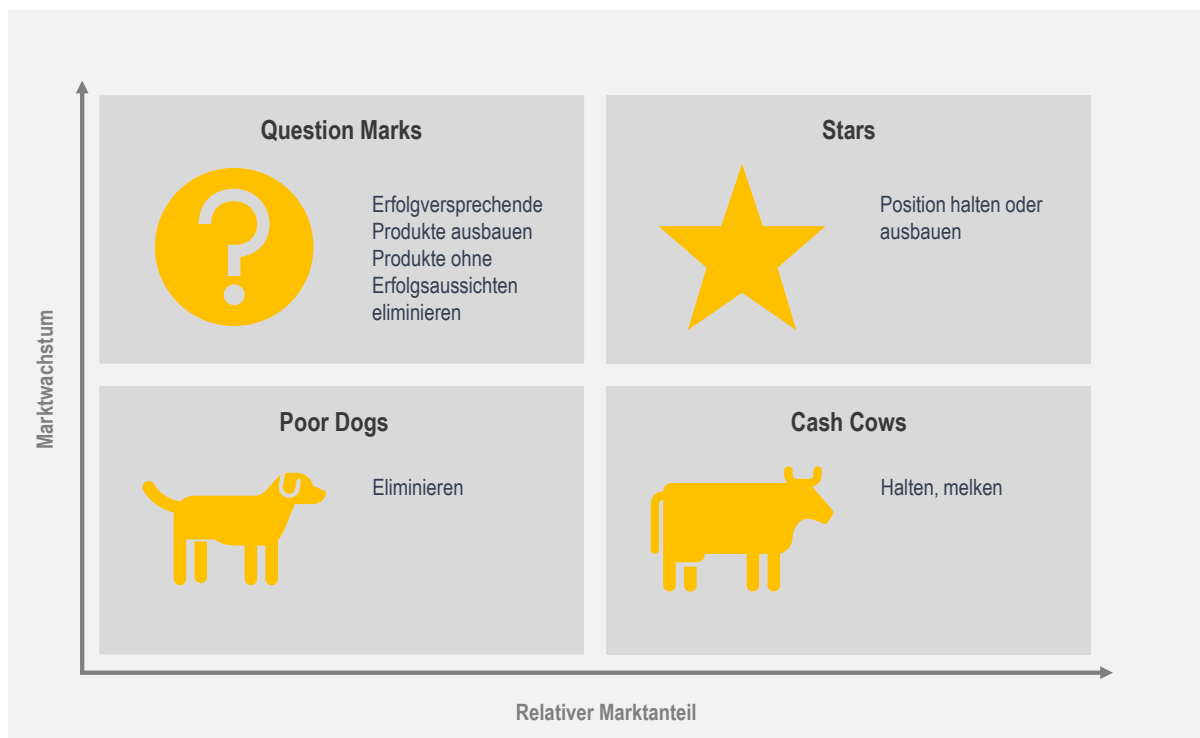 Question Marks
Erfolgversprechende
Produkte ausbauen
Produkte ohne
Erfolgsaussichten
eliminieren
Stars
Position halten oder
ausbauen
Marktwachstum
Poor Dogs
Eliminieren
Cash Cows
Halten, melken
Relativer Marktanteil